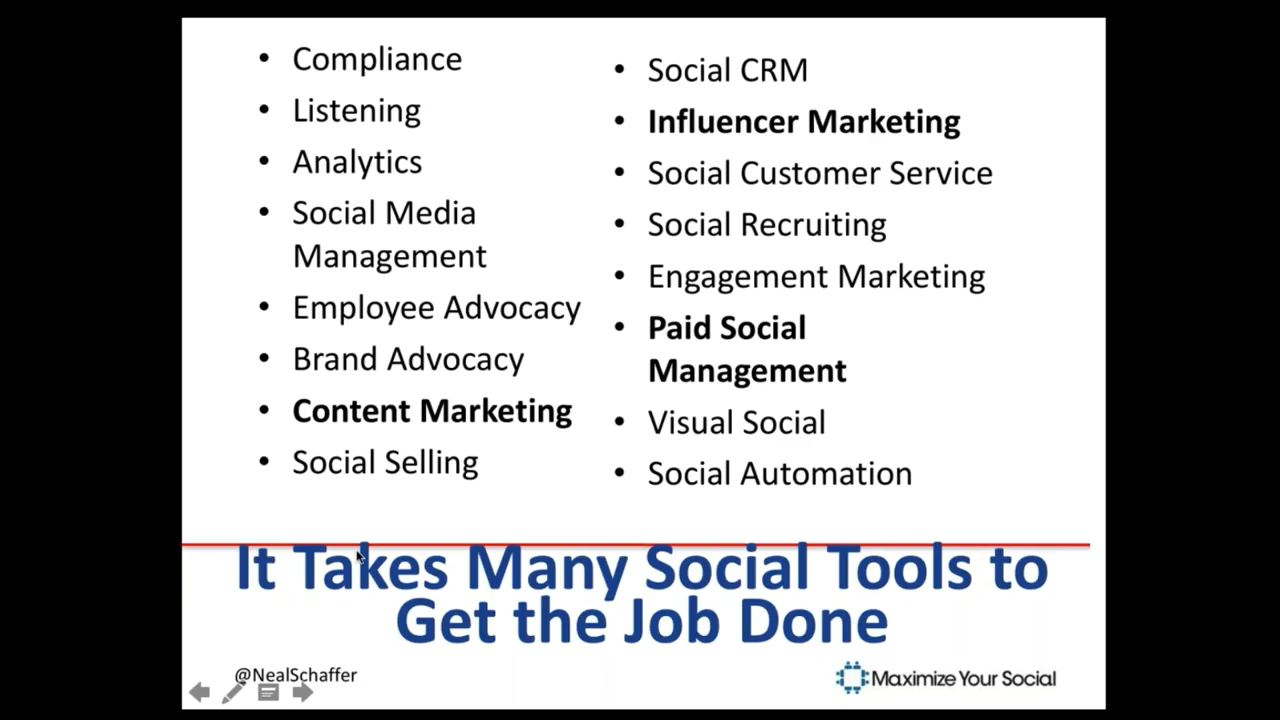 • Compliance
• Listening
• Analytics
• Social Media
Management
• Employee Advocacy
• Brand Advocacy
• Content Marketing
• Social Selling
• Social CRM
• Influencer Marketing
• Social Customer Service
• Social Recruiting
• Engagement Marketing
• Paid Social
Management
• Visual Social
• Social Automation
It Takes Many Social Tools to
Get the Job Done
@NealSchaffer
Maximize Your Social